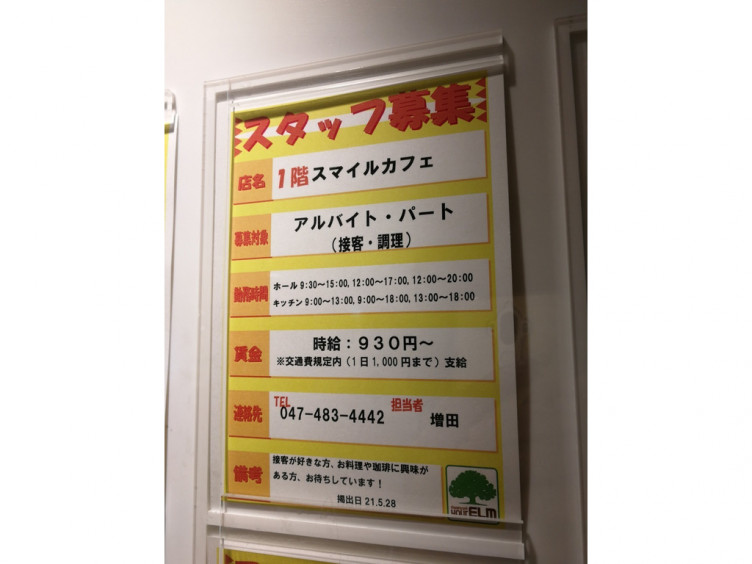 スタッフ募集
店名 1階スマイルカフェ
募集対象 アルバイト・パート
(接客・調理)
勤務時間 ホール 9:30～15:00, 12:00～17:00, 12:00～20:00
キッチン 9:00～13:00, 9:00～18:00, 13:00～18:00
賃金 時給：930円～
※交通費規定内(1日1,000円まで)支給
連絡先 TEL 047-483-4442 担当者 増田
備考 接客が好きな方、お料理や珈琲に興味が
ある方、お待ちしています！
掲出日 21.5.28
your ELM